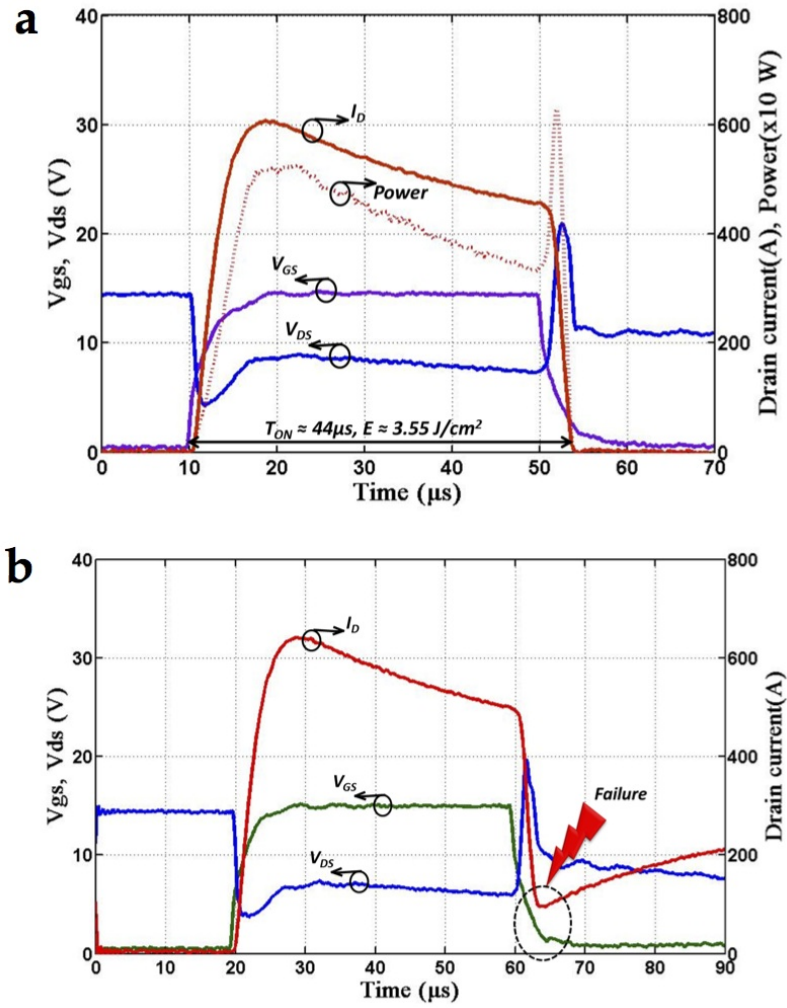 a
40
30
20
10
0
Vgs, Vds (V)
800
600
400
200
0
Drain current(A), Power(x10 W)
I_D
Power
V_GS
V_DS
T_ON ≈ 44μs, E ≈ 3.55 J/cm²
0 10 20 30 40 50 60 70
Time (μs)
b
40
30
20
10
0
Vgs, Vds (V)
800
600
400
200
0
Drain current(A)
I_D
V_GS
V_DS
Failure
0 10 20 30 40 50 60 70 80 90
Time (μs)